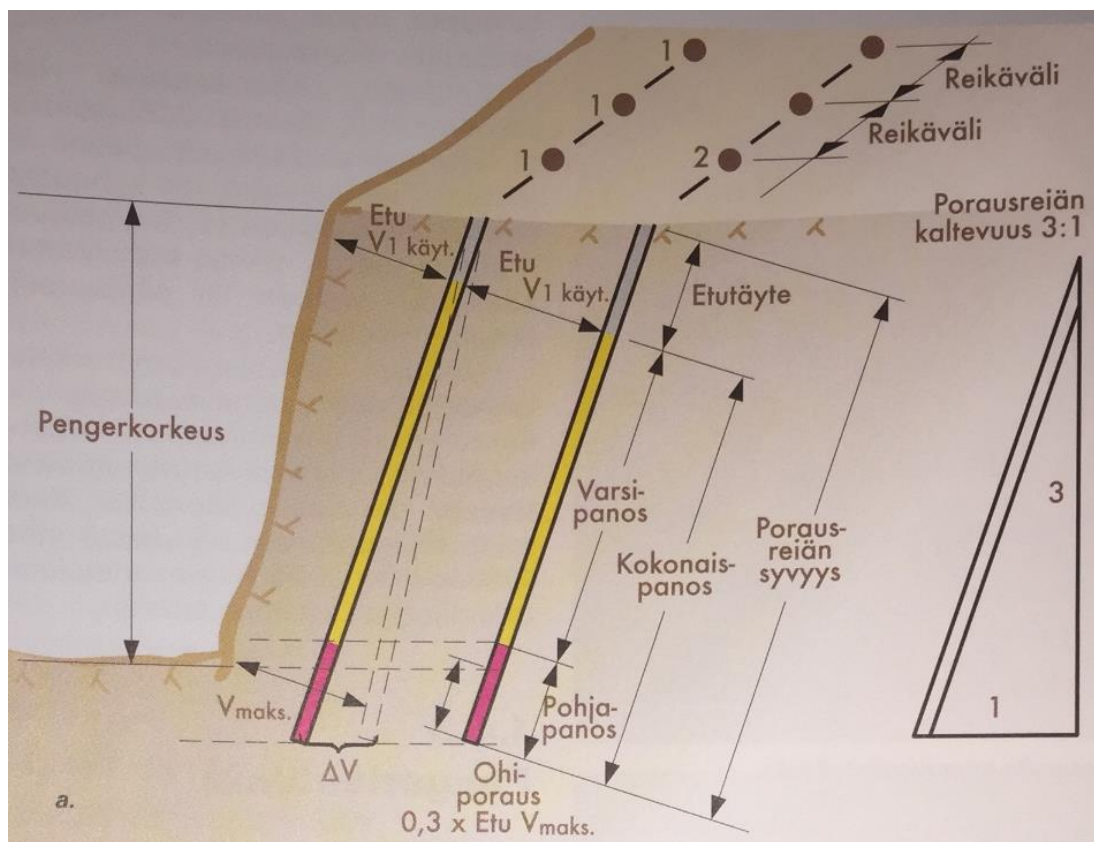 1
1
1
2
Reikäväli
Reikäväli
Porausreiän
kaltevuus 3:1
Etu
V1 käyt.
Etu
V1 käyt.
Etutäyte
Pengerkorkeus
Varsi-
panos
Kokonais-
panos
Poraus-
reiän
syvyys
3
1
Vmaks.
Pohja-
panos
ΔV
Ohi-
poraus
0,3 x Etu Vmaks.
a.